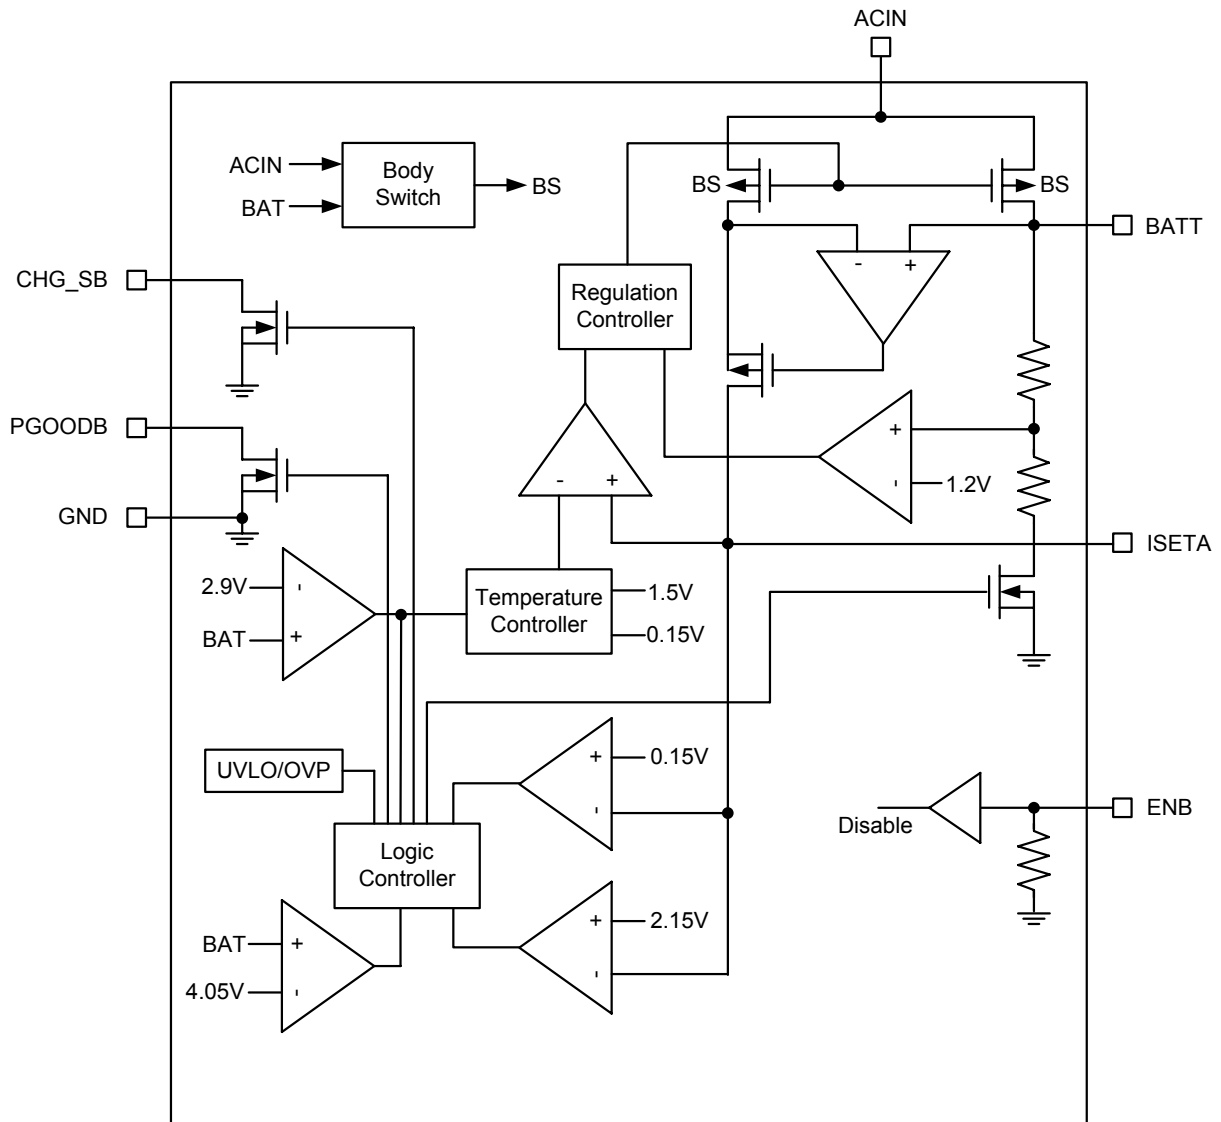 ACIN
ACIN
BAT
Body
Switch
BS
BS
BS
BATT
CHG_SB
Regulation
Controller
-
+
PGOODB
+
-
1.2V
GND
-
+
ISETA
2.9V
-
BAT
+
Temperature
Controller
1.5V
0.15V
UVLO/OVP
+
0.15V
-
Disable
ENB
Logic
Controller
+
2.15V
-
BAT
+
4.05V
-